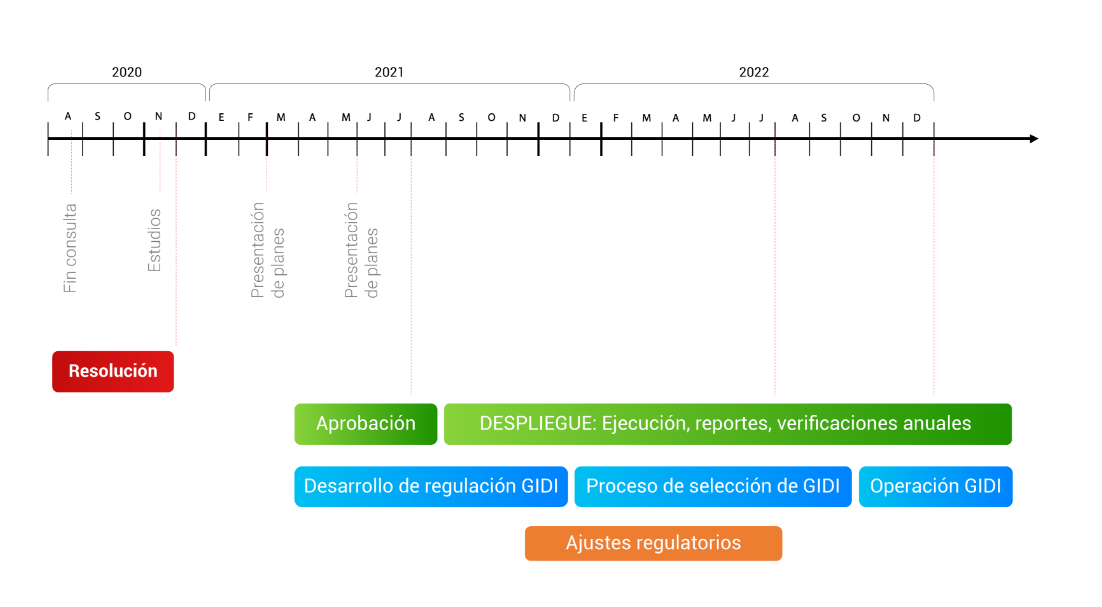 2020 2021 2022
A S O N D E F M A M J J A S O N D E F M A M J J A S O N D
Fin consulta
Estudios
Presentación
de planes
Presentación
de planes
Resolución
Aprobación
DESPLIEGUE: Ejecución, reportes, verificaciones anuales
Desarrollo de regulación GIDI
Proceso de selección de GIDI
Operación GIDI
Ajustes regulatorios